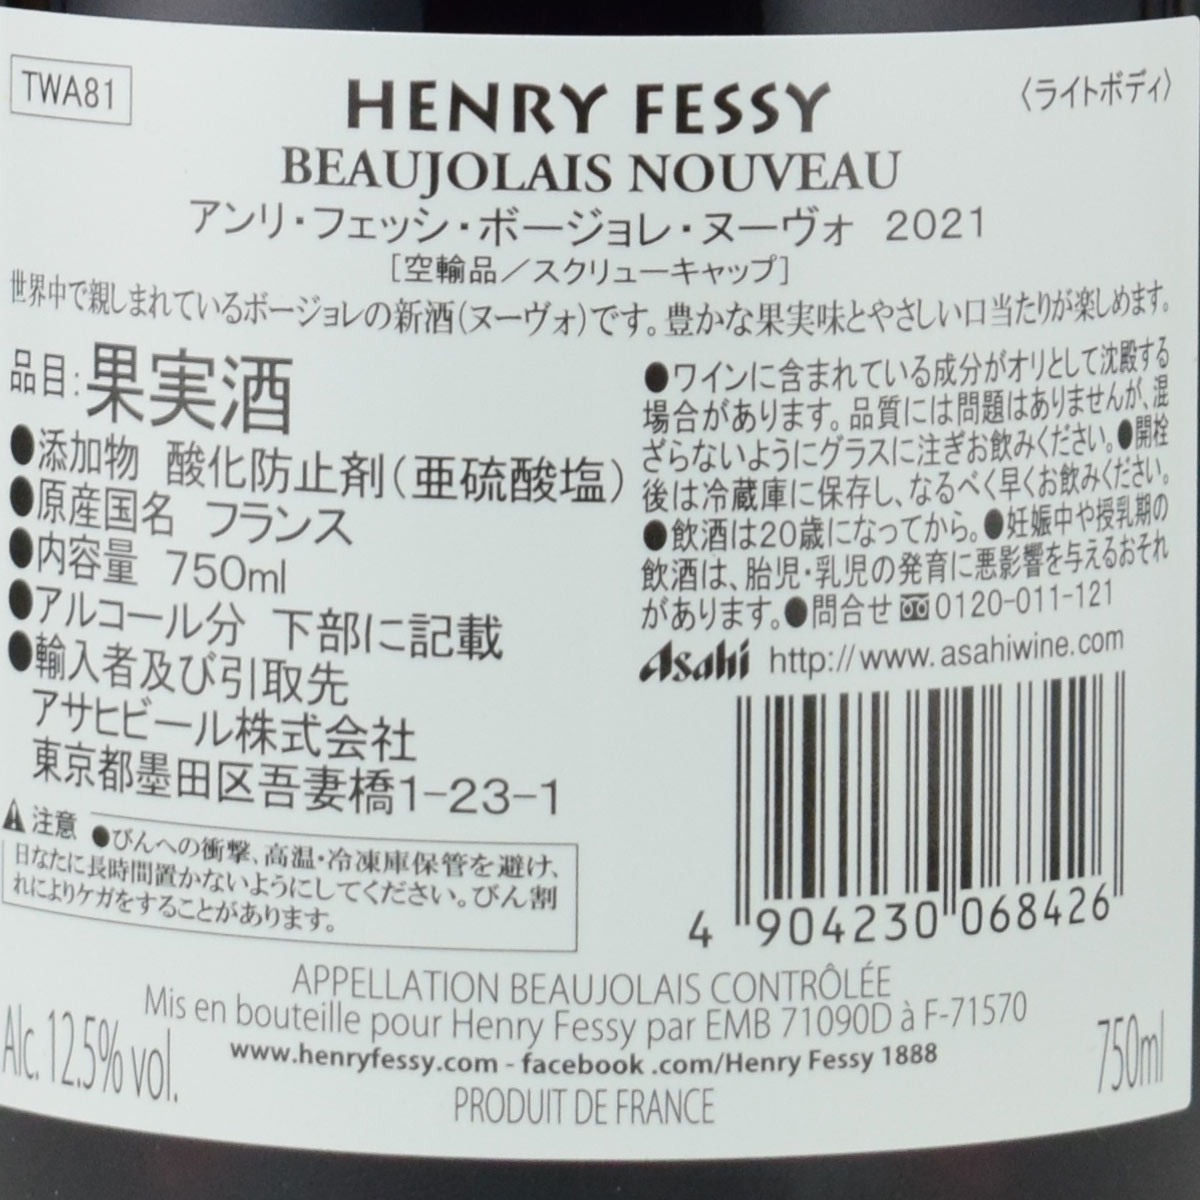 TWA81
HENRY FESSY
〈ライトボディ〉
BEAUJOLAIS NOUVEAU
アンリ・フェッシ・ボージョレ・ヌーヴォ 2021
[空輸品/スクリューキャップ]
世界中で親しまれているボージョレの新酒(ヌーヴォ)です。豊かな果実味とやさしい口当たりが楽しめます。
品目:果実酒
●添加物 酸化防止剤(亜硫酸塩)
●原産国名 フランス
●内容量 750ml
●アルコール分 下部に記載
●輸入者及び引取先
アサヒビール株式会社
東京都墨田区吾妻橋1-23-1
注意 ●びんへの衝撃、高温・冷凍庫保管を避け、
日なたに長時間置かないようにしてください。びん割
れによりケガをすることがあります。
●ワインに含まれている成分がオリとして沈殿する
場合があります。品質には問題はありませんが、混
ざらないようにグラスに注ぎお飲みください。●開栓
後は冷蔵庫に保存し、なるべく早くお飲みください。
●飲酒は20歳になってから。●妊娠中や授乳期の
飲酒は、胎児・乳児の発育に悪影響を与えるおそれ
があります。●問合せ 0120-011-121
Asahi http://www.asahiwine.com
4 904230 068426
APPELLATION BEAUJOLAIS CONTRÔLÉE
Mis en bouteille pour Henry Fessy par EMB 71090D à F-71570
www.henryfessy.com - facebook .com/Henry Fessy 1888
PRODUIT DE FRANCE
Alc. 12.5% vol.
750ml